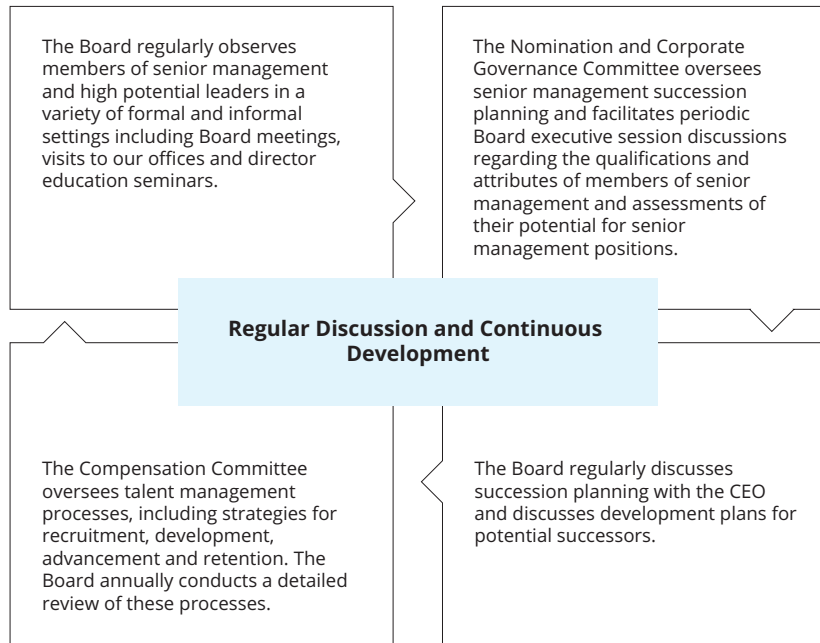 The Board regularly observes
members of senior management
and high potential leaders in a
variety of formal and informal
settings including Board meetings,
visits to our offices and director
education seminars.
The Nomination and Corporate
Governance Committee oversees
senior management succession
planning and facilitates periodic
Board executive session discussions
regarding the qualifications and
attributes of members of senior
management and assessments of
their potential for senior
management positions.
Regular Discussion and Continuous
Development
The Compensation Committee
oversees talent management
processes, including strategies for
recruitment, development,
advancement and retention. The
Board annually conducts a detailed
review of these processes.
The Board regularly discusses
succession planning with the CEO
and discusses development plans for
potential successors.